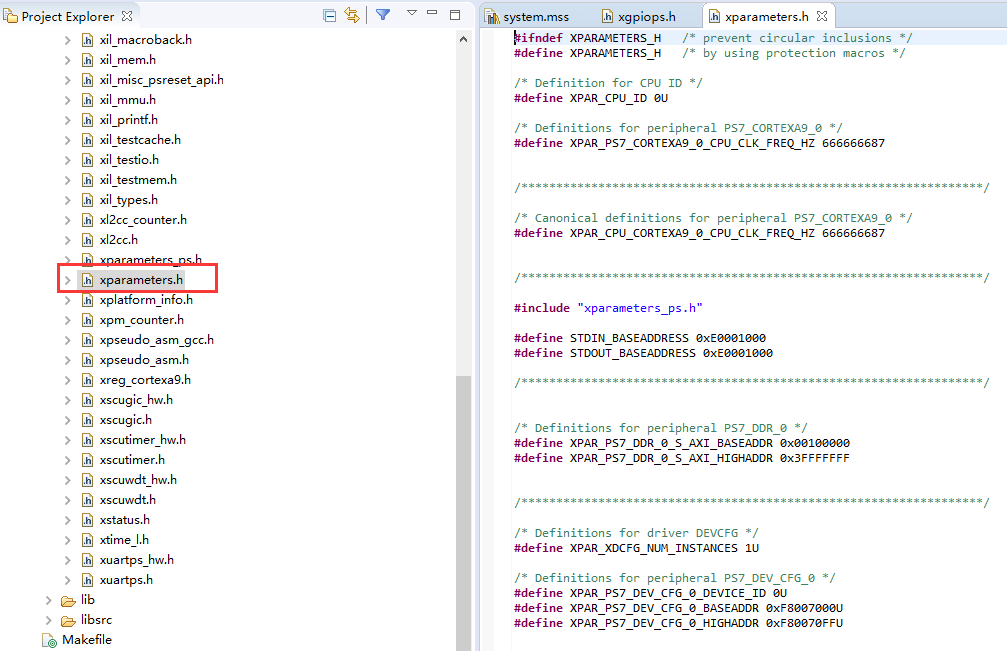 Project Explorer
xil_macroback.h
xil_mem.h
xil_misc_psreset_api.h
xil_mmu.h
xil_printf.h
xil_testcache.h
xil_testio.h
xil_testmem.h
xil_types.h
xl2cc_counter.h
xl2cc.h
xparameters_ps.h
xparameters.h
xplatform_info.h
xpm_counter.h
xpseudo_asm_gcc.h
xpseudo_asm.h
xreg_cortexa9.h
xscugic_hw.h
xscugic.h
xscutimer_hw.h
xscutimer.h
xscuwdt_hw.h
xscuwdt.h
xstatus.h
xtime_l.h
xuartps_hw.h
xuartps.h
lib
libsrc
Makefile
system.mss xgpiops.h xparameters.h
#ifndef XPARAMETERS_H /* prevent circular inclusions */
#define XPARAMETERS_H /* by using protection macros */
/* Definition for CPU ID */
#define XPAR_CPU_ID 0U
/* Definitions for peripheral PS7_CORTEXA9_0 */
#define XPAR_PS7_CORTEXA9_0_CPU_CLK_FREQ_HZ 666666687
/******************************************************************/
/* Canonical definitions for peripheral PS7_CORTEXA9_0 */
#define XPAR_CPU_CORTEXA9_0_CPU_CLK_FREQ_HZ 666666687
/******************************************************************/
#include "xparameters_ps.h"
#define STDIN_BASEADDRESS 0xE0001000
#define STDOUT_BASEADDRESS 0xE0001000
/******************************************************************/
/* Definitions for peripheral PS7_DDR_0 */
#define XPAR_PS7_DDR_0_S_AXI_BASEADDR 0x00100000
#define XPAR_PS7_DDR_0_S_AXI_HIGHADDR 0x3FFFFFFF
/******************************************************************/
/* Definitions for driver DEVCFG */
#define XPAR_XDCFG_NUM_INSTANCES 1U
/* Definitions for peripheral PS7_DEV_CFG_0 */
#define XPAR_PS7_DEV_CFG_0_DEVICE_ID 0U
#define XPAR_PS7_DEV_CFG_0_BASEADDR 0xF8007000U
#define XPAR_PS7_DEV_CFG_0_HIGHADDR 0xF80070FFU